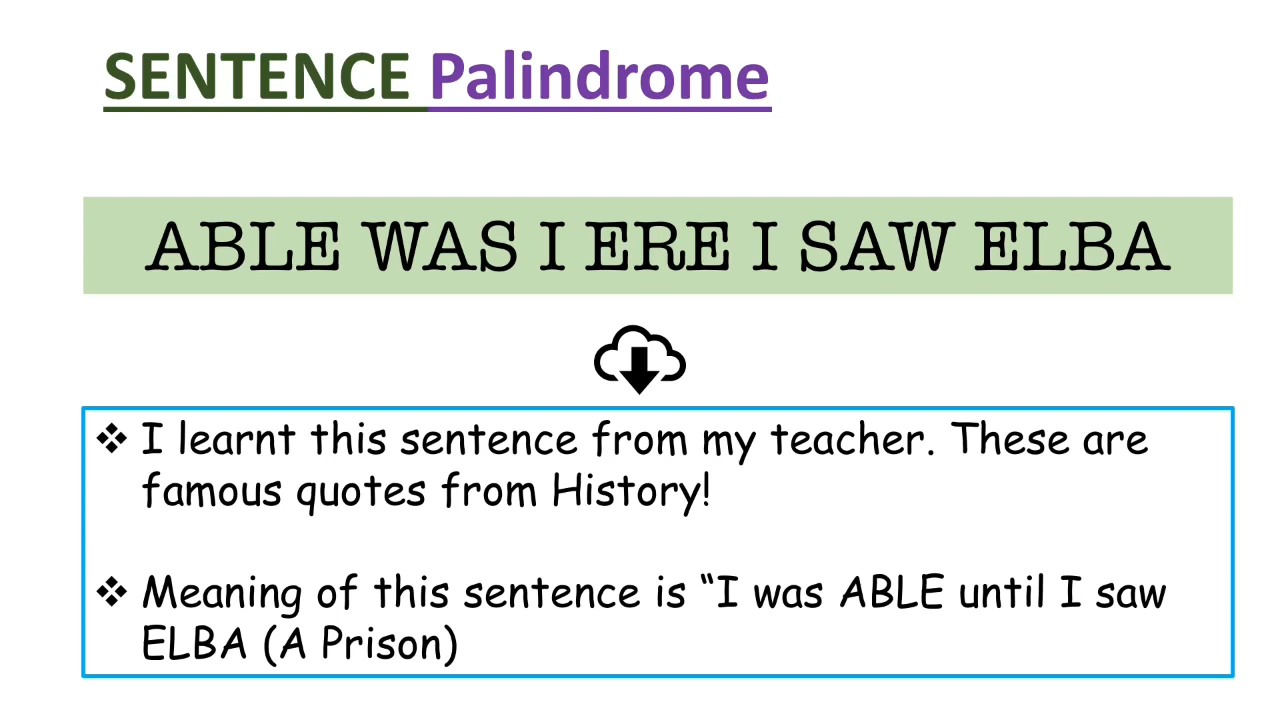 SENTENCE Palindrome
ABLE WAS I ERE I SAW ELBA
❖ I learnt this sentence from my teacher. These are
famous quotes from History!
❖ Meaning of this sentence is “I was ABLE until I saw
ELBA (A Prison)